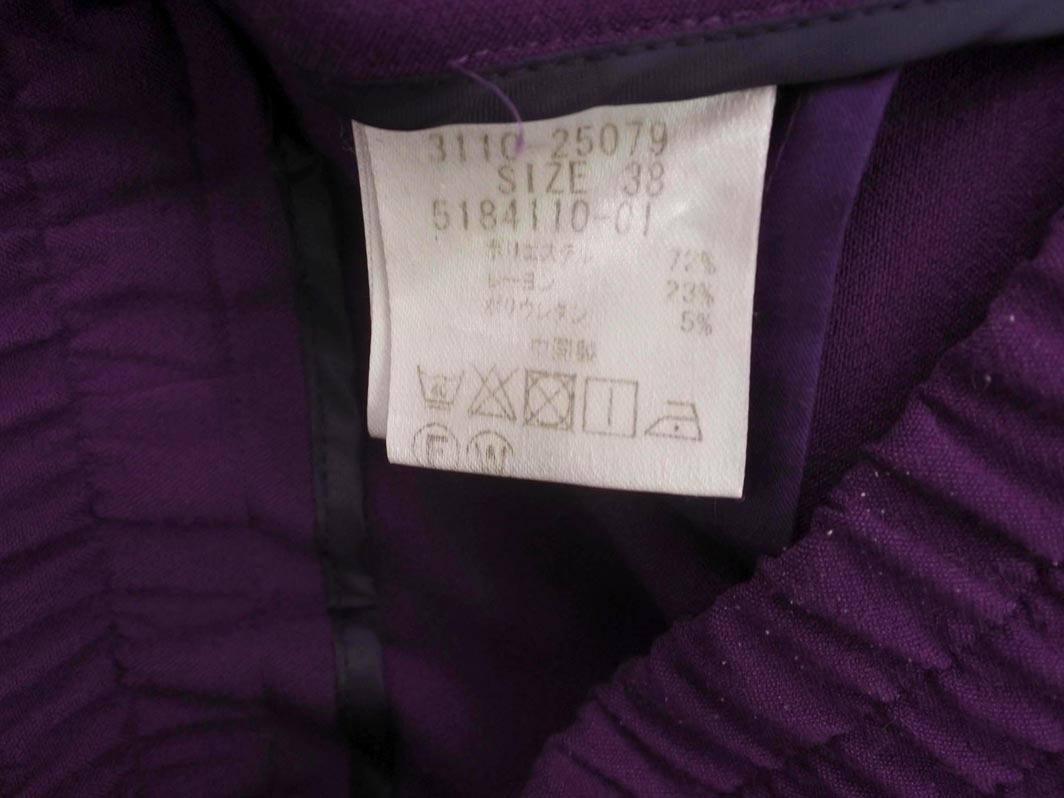 3110 25079
SIZE 38
5184110-01
ポリエステル 72%
レーヨン 23%
ポリウレタン 5%
中国製
F W